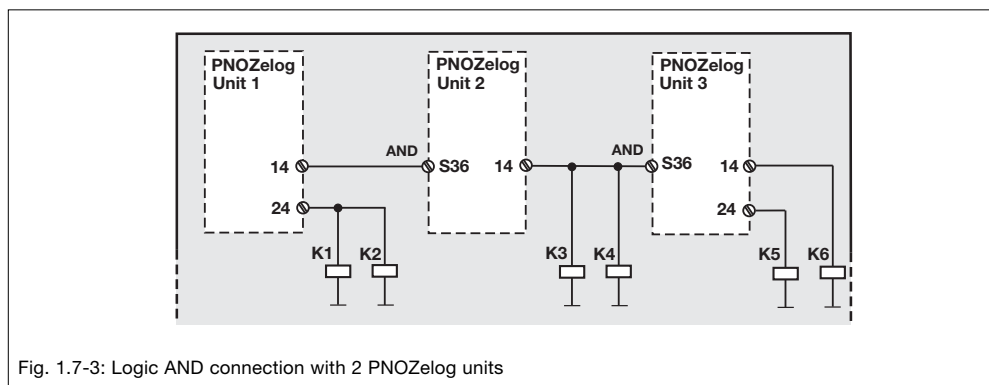 PNOZelog
Unit 1
PNOZelog
Unit 2
PNOZelog
Unit 3
14
AND
S36
14
AND
S36
14
24
24
K1
K2
K3
K4
K5
K6
Fig. 1.7-3: Logic AND connection with 2 PNOZelog units